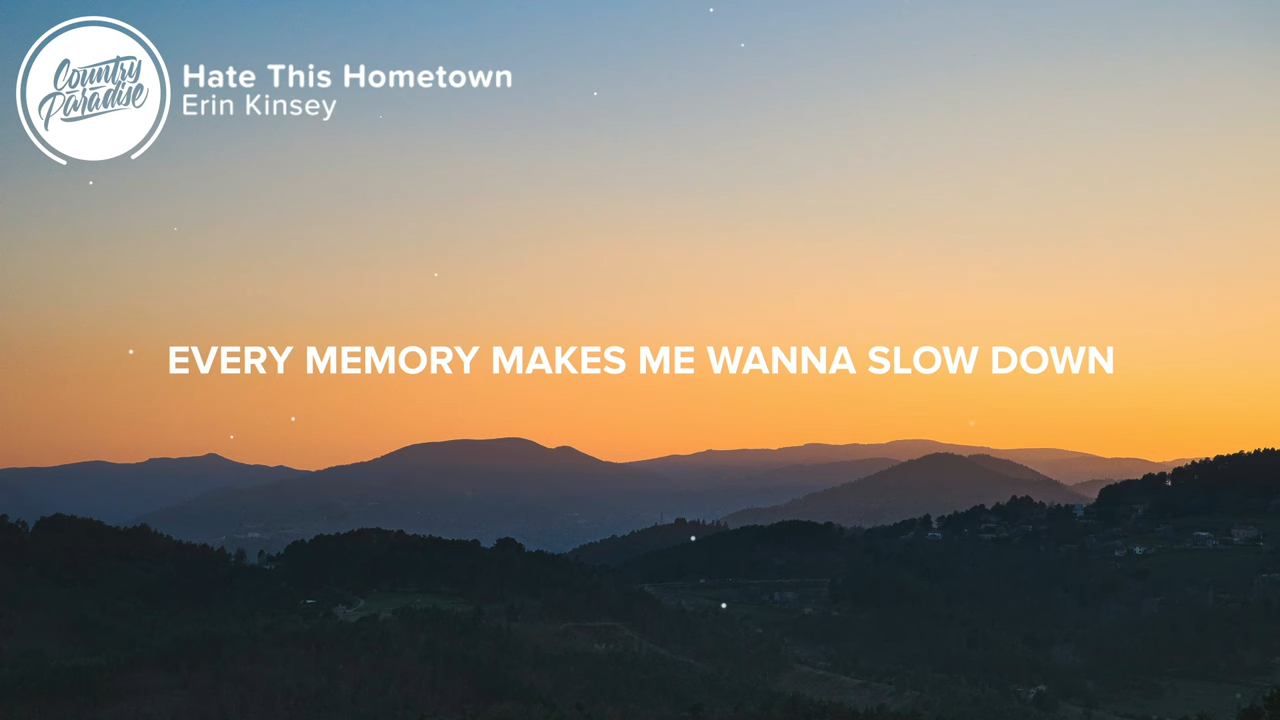 Country
Paradise
Hate This Hometown
Erin Kinsey
EVERY MEMORY MAKES ME WANNA SLOW DOWN